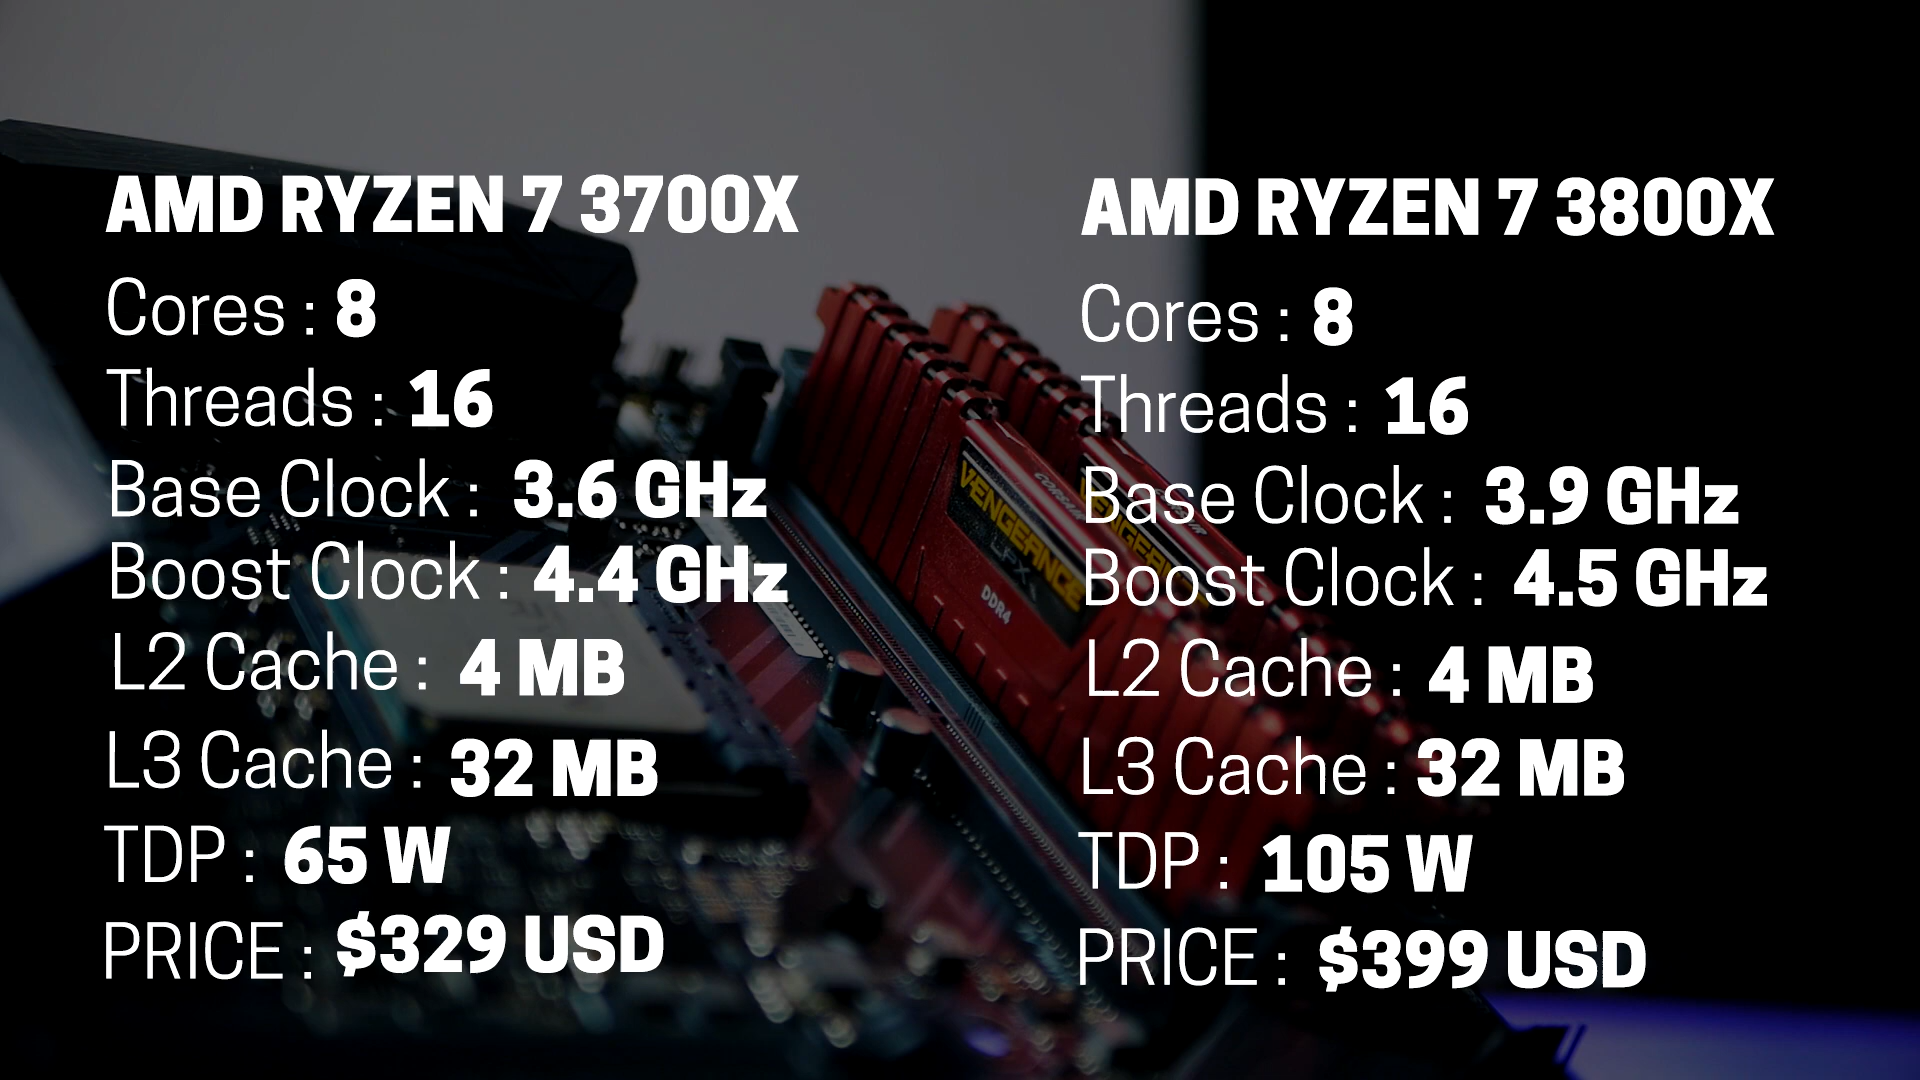 AMD RYZEN 7 3700X
Cores : 8
Threads : 16
Base Clock : 3.6 GHz
Boost Clock : 4.4 GHz
L2 Cache : 4 MB
L3 Cache : 32 MB
TDP : 65 W
PRICE : $329 USD
AMD RYZEN 7 3800X
Cores : 8
Threads : 16
Base Clock : 3.9 GHz
Boost Clock : 4.5 GHz
L2 Cache : 4 MB
L3 Cache : 32 MB
TDP : 105 W
PRICE : $399 USD
VENGEANCE
LPX
DDR4